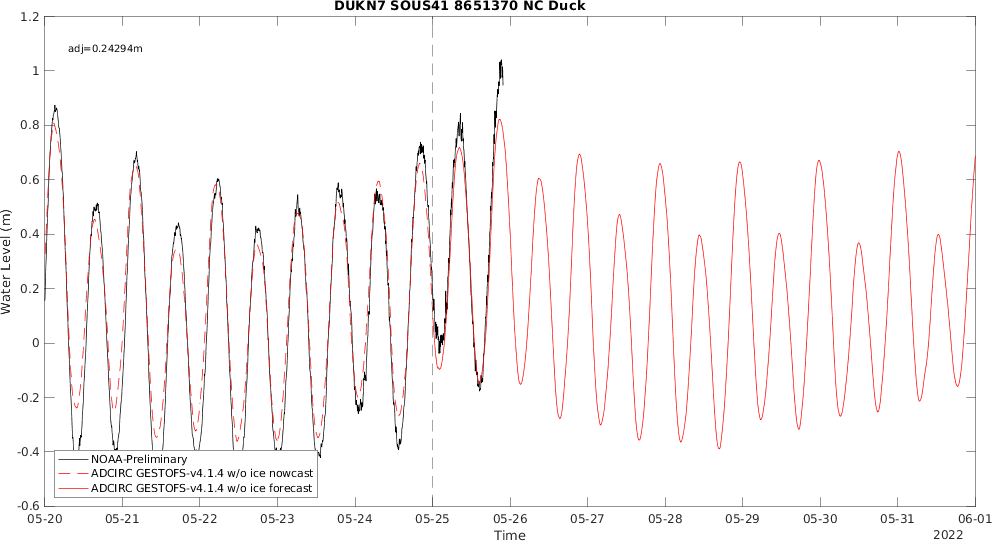 DUKN7 SOUS41 8651370 NC Duck
1.2
adj=0.24294m
1
0.8
0.6
0.4
0.2
0
-0.2
-0.4
-0.6
Water Level (m)
NOAA-Preliminary
ADCIRC GESTOFS-v4.1.4 w/o ice nowcast
ADCIRC GESTOFS-v4.1.4 w/o ice forecast
05-20 05-21 05-22 05-23 05-24 05-25 05-26 05-27 05-28 05-29 05-30 05-31 06-01
Time
2022